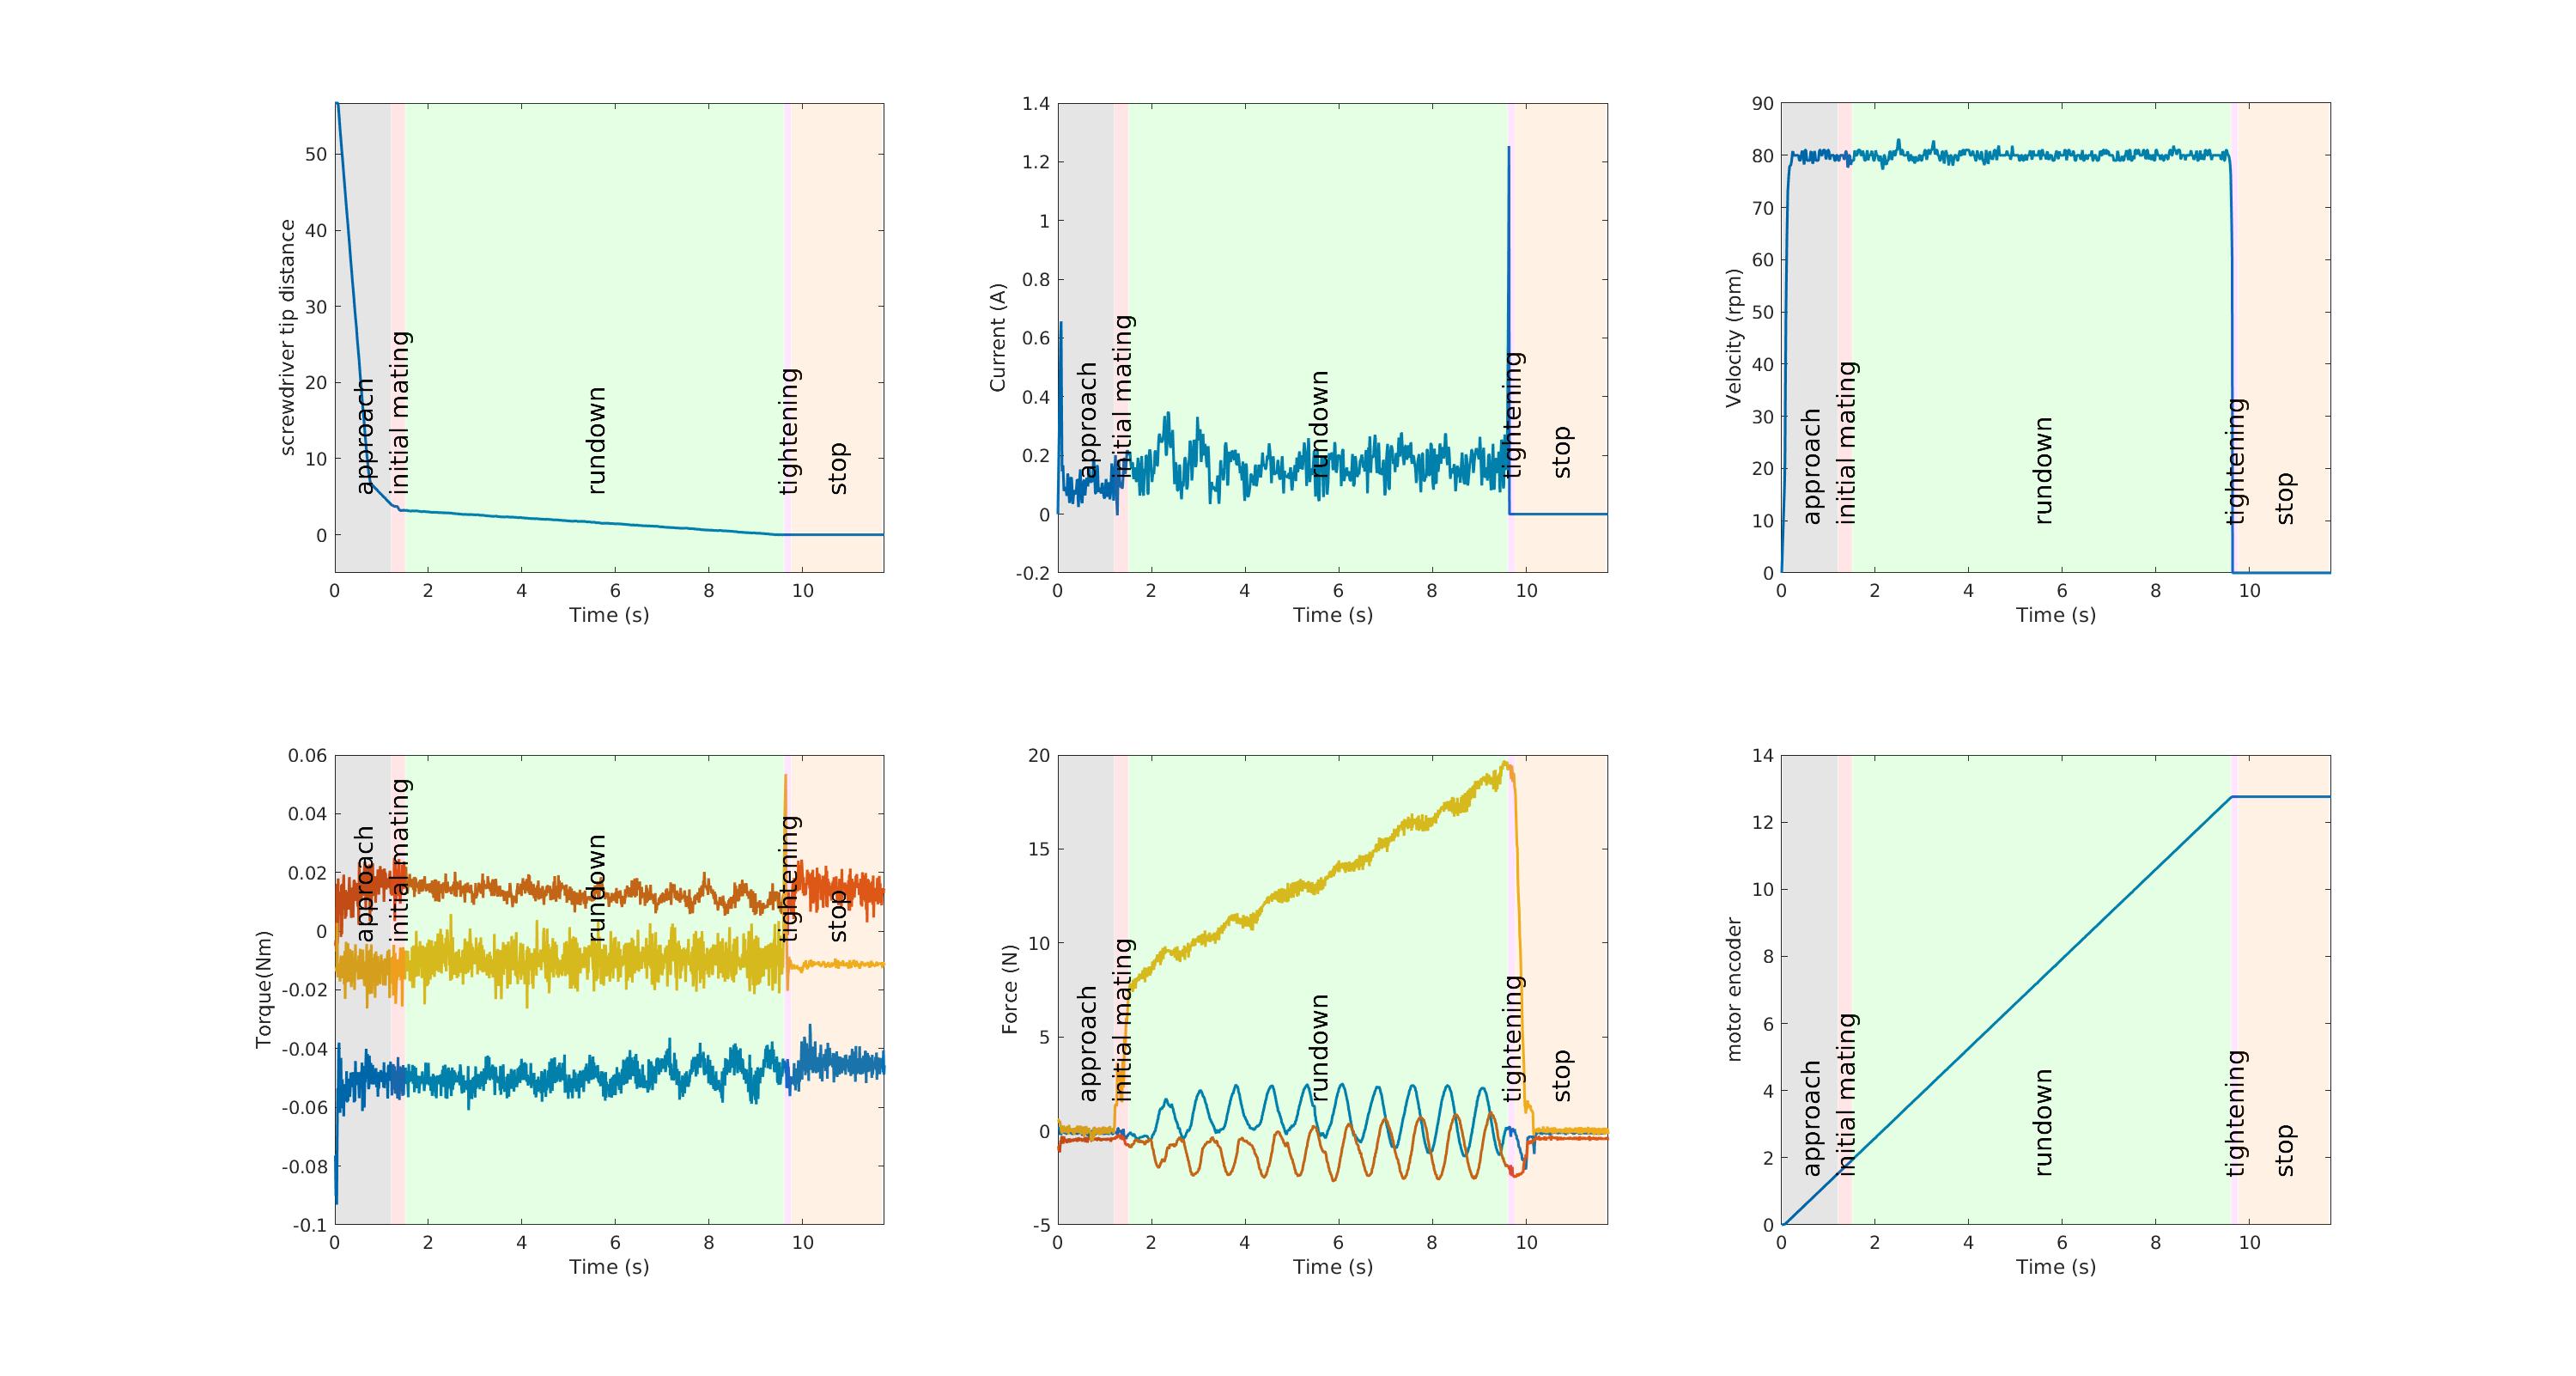 screwdriver tip distance
50
40
30
20
10
0
approach
initial mating
rundown
tightening
stop
0 2 4 6 8 10
Time (s)
Current (A)
1.4
1.2
1
0.8
0.6
0.4
0.2
0
-0.2
approach
initial mating
rundown
tightening
stop
0 2 4 6 8 10
Time (s)
Velocity (rpm)
90
80
70
60
50
40
30
20
10
0
approach
initial mating
rundown
tightening
stop
0 2 4 6 8 10
Time (s)
Torque(Nm)
0.06
0.04
0.02
0
-0.02
-0.04
-0.06
-0.08
-0.1
approach
initial mating
rundown
tightening
stop
0 2 4 6 8 10
Time (s)
Force (N)
20
15
10
5
0
-5
approach
initial mating
rundown
tightening
stop
0 2 4 6 8 10
Time (s)
motor encoder
14
12
10
8
6
4
2
0
approach
initial mating
rundown
tightening
stop
0 2 4 6 8 10
Time (s)